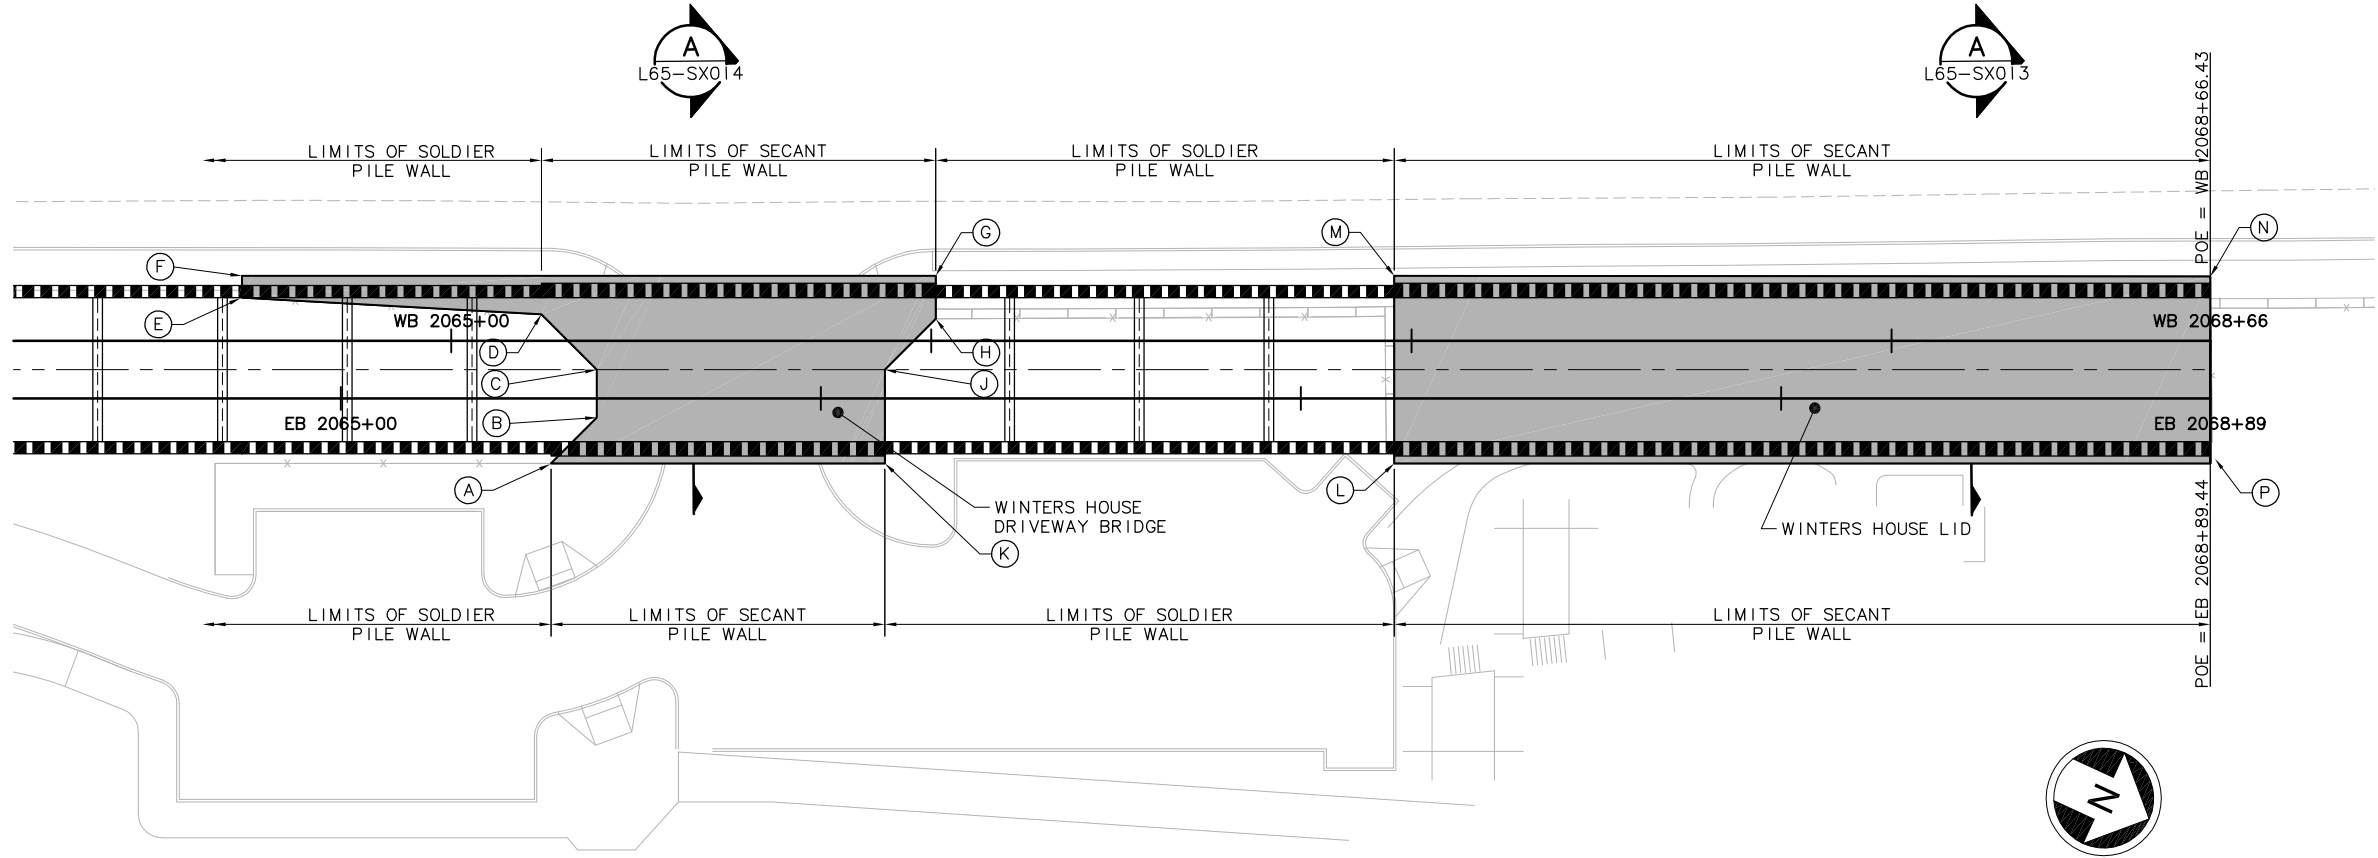 A
L65-SX014
A
L65-SX013
POE = WB 2068+66.43
LIMITS OF SOLDIER
PILE WALL
LIMITS OF SECANT
PILE WALL
LIMITS OF SOLDIER
PILE WALL
LIMITS OF SECANT
PILE WALL
F
G
M
N
E
WB 2065+00
WB 2068+66
D
H
C
J
B
EB 2065+00
EB 2068+89
A
L
P
WINTERS HOUSE
DRIVEWAY BRIDGE
K
WINTERS HOUSE LID
POE = EB 2068+89.44
LIMITS OF SOLDIER
PILE WALL
LIMITS OF SECANT
PILE WALL
LIMITS OF SOLDIER
PILE WALL
LIMITS OF SECANT
PILE WALL
N